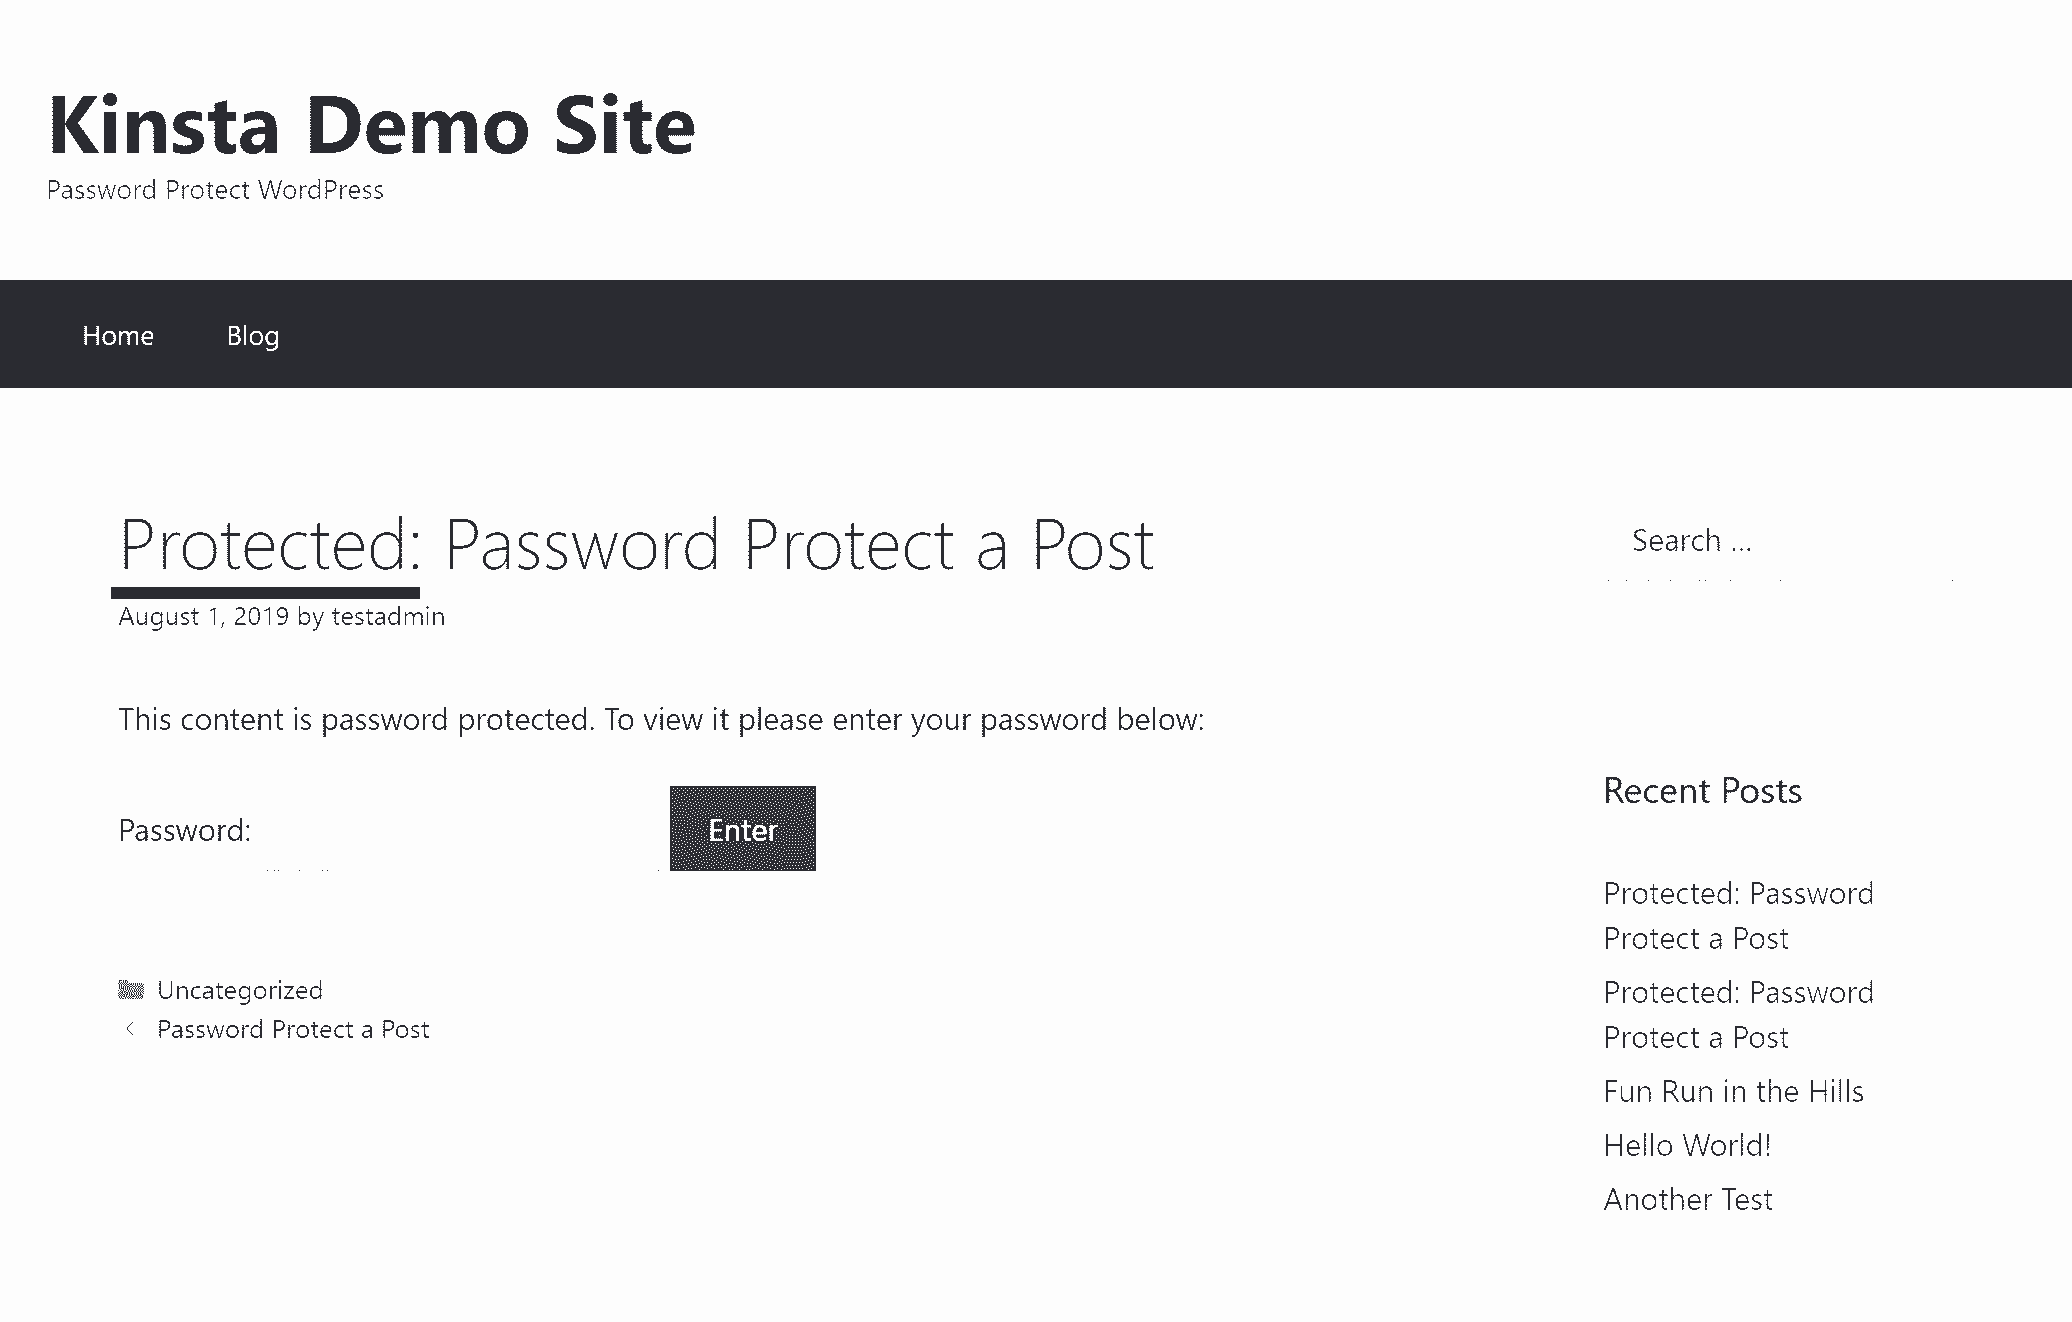 Kinsta Demo Site
Password Protect WordPress
Home
Blog
Protected: Password Protect a Post
August 1, 2019 by testadmin
This content is password protected. To view it please enter your password below:
Password:
Enter
Uncategorized
Password Protect a Post
Search …
Recent Posts
Protected: Password
Protect a Post
Protected: Password
Protect a Post
Fun Run in the Hills
Hello World!
Another Test